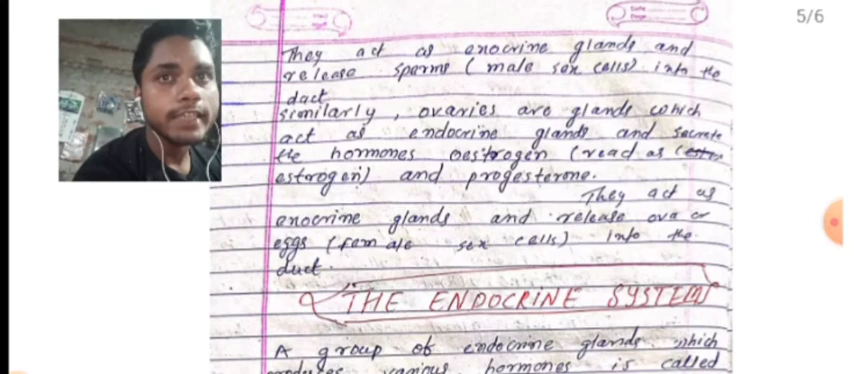 5/6
Date
Page
They act as exocrine glands and
release sperms (male sex cells) into the
duct
similarly, ovaries are glands which
act as endocrine glands and secrete
the hormones oestrogen (read as
estrogen) and progesterone.
They act as
exocrine glands and release ova or
eggs (female sex cells) into the
duct.
THE ENDOCRINE SYSTEM
A group of endocrine glands which
produces various hormones is called